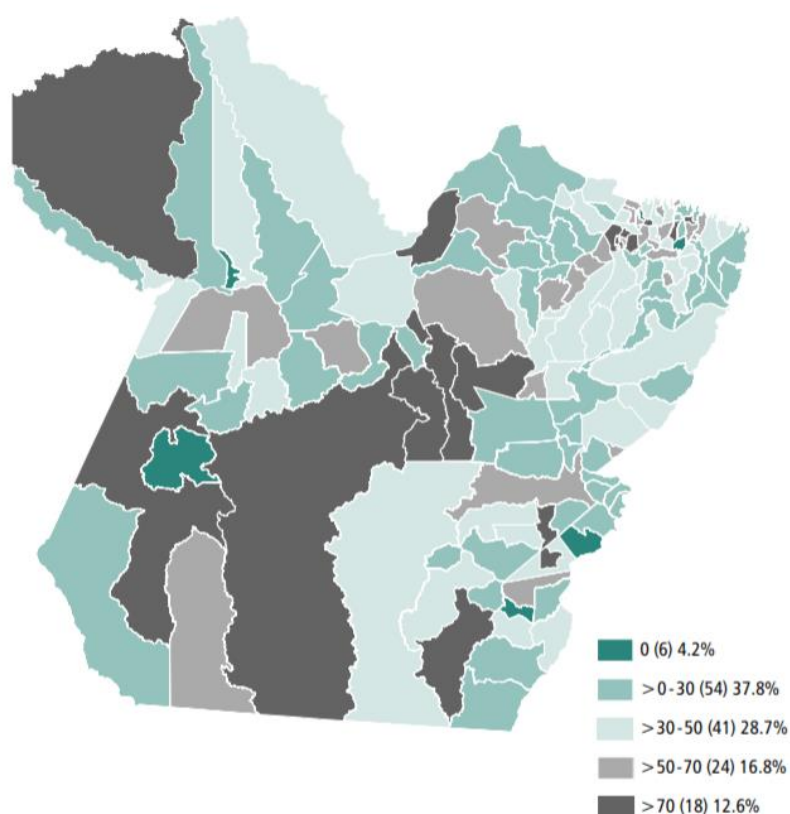 0 (6) 4.2%
>0-30 (54) 37.8%
>30-50 (41) 28.7%
>50-70 (24) 16.8%
>70 (18) 12.6%